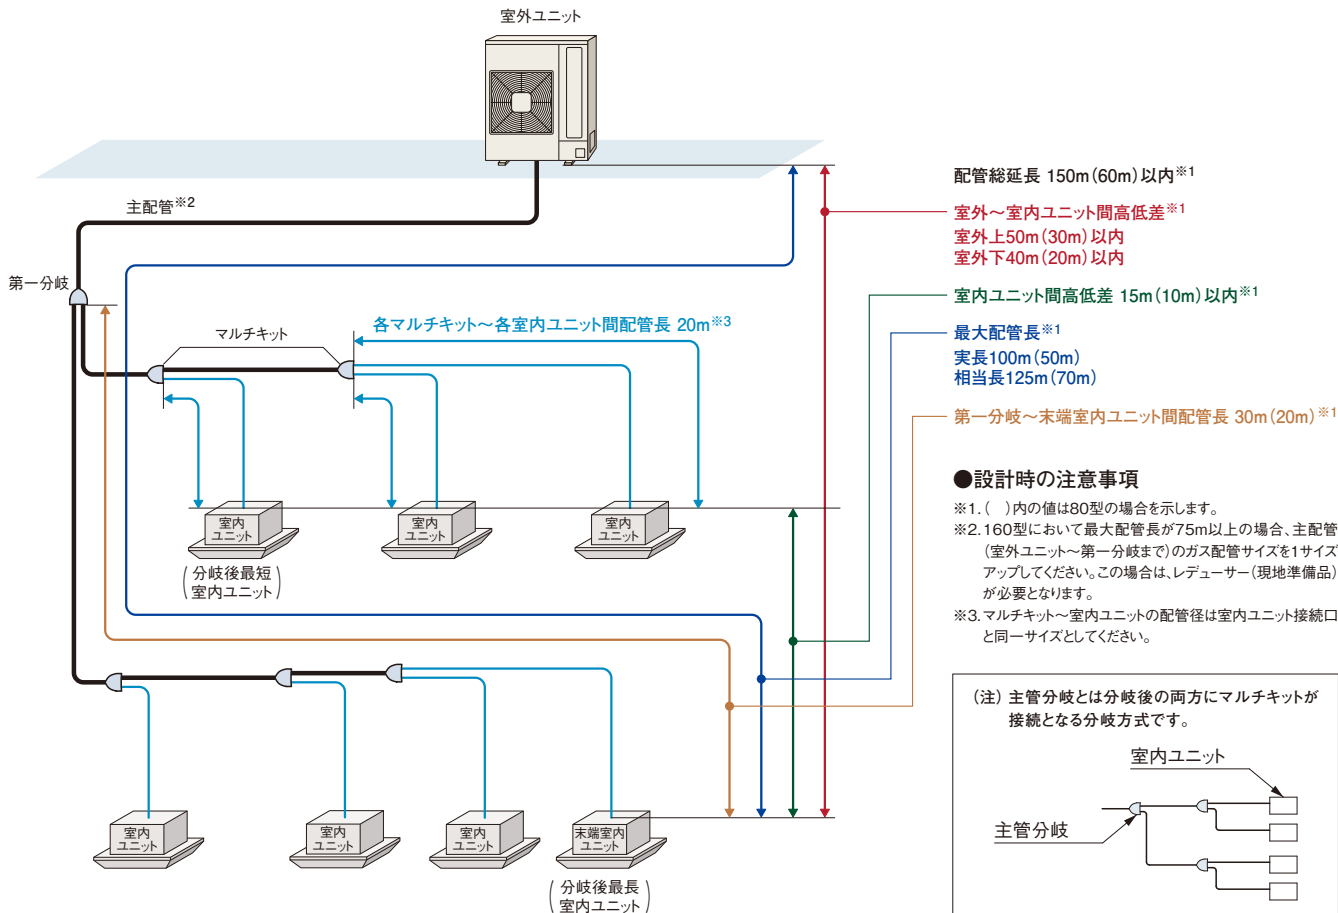 室外ユニット
主配管※2
第一分岐
マルチキット
各マルチキット～各室内ユニット間配管長 20m※3
室内
ユニット
(分岐後最短
室内ユニット)
室内
ユニット
室内
ユニット
室内
ユニット
室内
ユニット
室内
ユニット
末端室内
ユニット
(分岐後最長
室内ユニット)
配管総延長 150m(60m)以内※1
室外～室内ユニット間高低差※1
室外上50m(30m)以内
室外下40m(20m)以内
室内ユニット間高低差 15m(10m)以内※1
最大配管長※1
実長100m(50m)
相当長125m(70m)
第一分岐～末端室内ユニット間配管長 30m(20m)※1
●設計時の注意事項
※1.( )内の値は80型の場合を示します。
※2.160型において最大配管長が75m以上の場合、主配管
(室外ユニット～第一分岐まで)のガス配管サイズを1サイズ
アップしてください。この場合は、レデューサー(現地準備品)
が必要となります。
※3.マルチキット～室内ユニットの配管径は室内ユニット接続口
と同一サイズとしてください。
(注) 主管分岐とは分岐後の両方にマルチキットが
接続となる分岐方式です。
室内ユニット
主管分岐